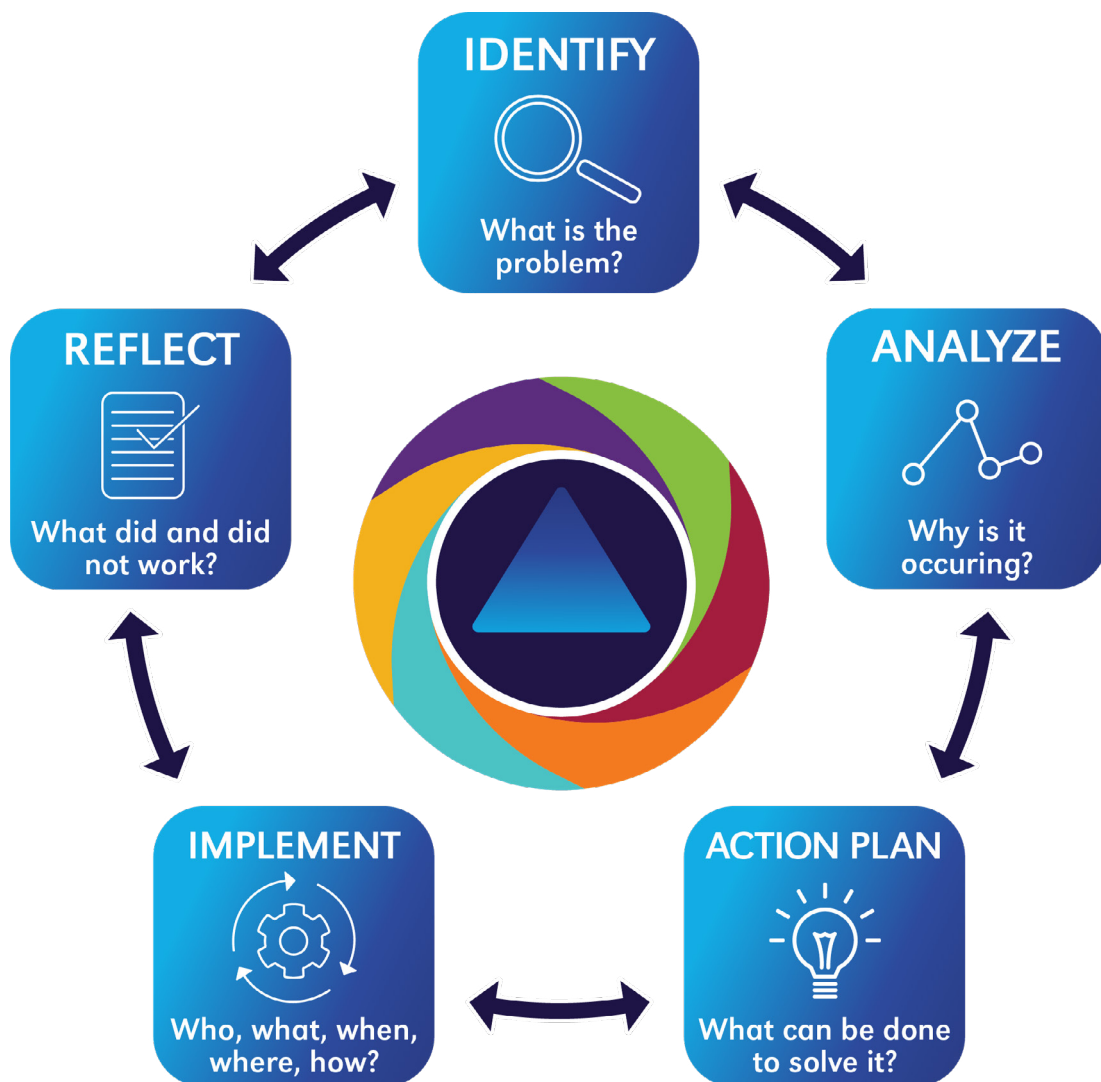 IDENTIFY
What is the
problem?
ANALYZE
Why is it
occuring?
ACTION PLAN
What can be done
to solve it?
IMPLEMENT
Who, what, when,
where, how?
REFLECT
What did and did
not work?